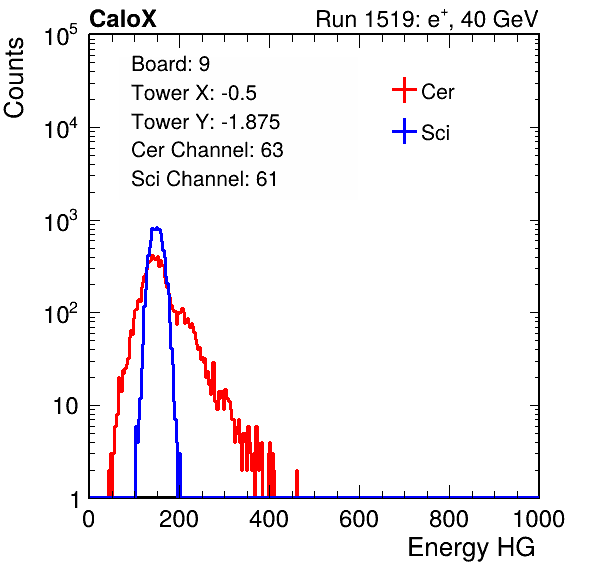 CaloX Run 1519: e⁺, 40 GeV
Counts
10⁵
10⁴
10³
10²
10
1
Board: 9
Tower X: -0.5
Tower Y: -1.875
Cer Channel: 63
Sci Channel: 61
Cer
Sci
0 200 400 600 800 1000
Energy HG